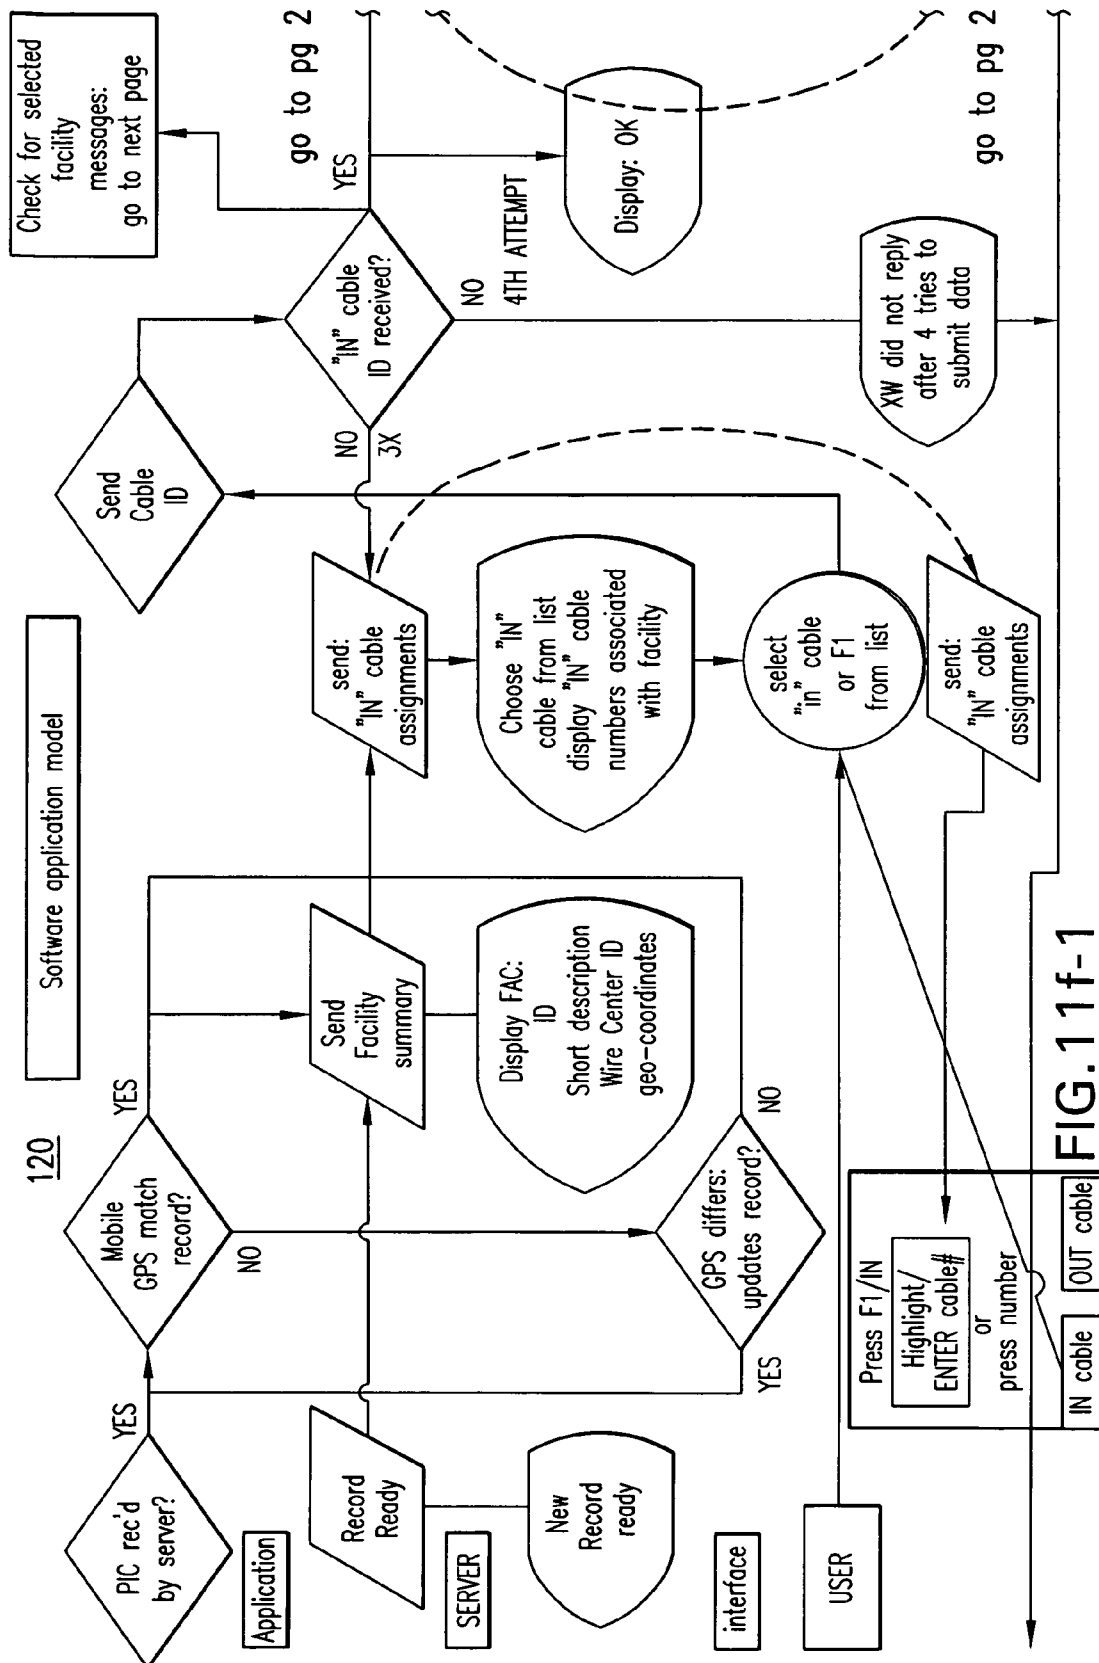 120
Software application model
PIC rec'd
by server?
YES
Mobile
GPS match
record?
YES
NO
Send
Cable
ID
Check for selected
facility
messages:
go to next page
Application
Record
Ready
Send
Facility
summary
send:
"IN" cable
assignments
NO
3X
"IN" cable
ID received?
YES
go to pg 2
NO
4TH ATTEMPT
SERVER
New
Record
ready
Display FAC:
ID
Short description
Wire Center ID
geo-coordinates
Choose "IN"
cable from list
display "IN" cable
numbers associated
with facility
Display: OK
interface
YES
GPS differs:
updates record?
NO
USER
select
"in" cable
or F1
from list
XW did not reply
after 4 tries to
submit data
Press F1/IN
Highlight/
ENTER cable#
or
press number
IN cable
OUT cable
send:
"IN" cable
assignments
go to pg 2
FIG.11f-1